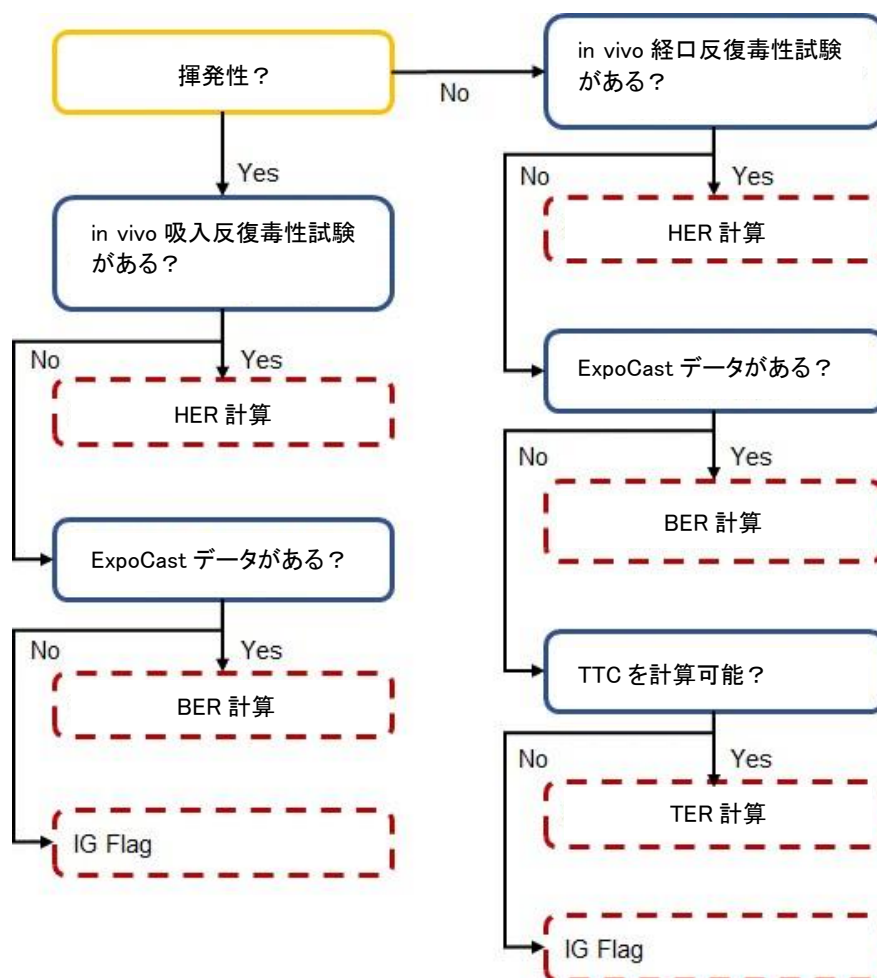 揮発性？
No
Yes
in vivo 吸入反復毒性試験
がある？
No
Yes
HER 計算
ExpoCast データがある？
No
Yes
BER 計算
IG Flag
in vivo 経口反復毒性試験
がある？
No
Yes
HER 計算
ExpoCast データがある？
No
Yes
BER 計算
TTC を計算可能？
No
Yes
TER 計算
IG Flag